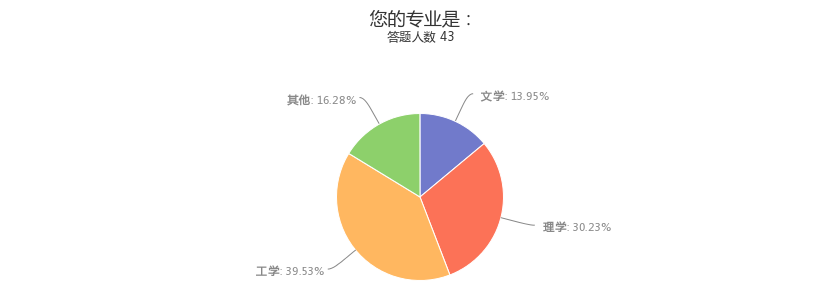 您的专业是：
答题人数 43
其他: 16.28%
文学: 13.95%
理学: 30.23%
工学: 39.53%